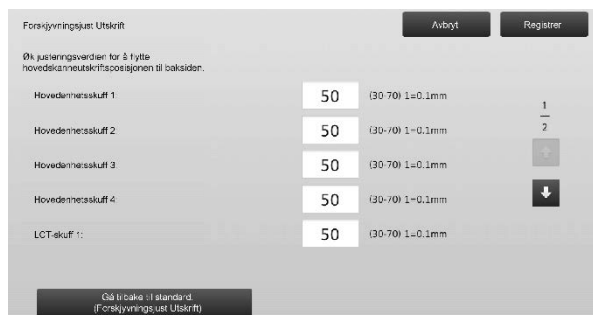 Forskjyvningsjust Utskrift
Avbryt
Registrer
Øk justeringsverdien for å flytte
hovedskanneutskriftsposisjonen til baksiden.
Hovedenhetsskuff 1:
50
(30-70) 1=0.1mm
Hovedenhetsskuff 2:
50
(30-70) 1=0.1mm
Hovedenhetsskuff 3:
50
(30-70) 1=0.1mm
Hovedenhetsskuff 4:
50
(30-70) 1=0.1mm
LCT-skuff 1:
50
(30-70) 1=0.1mm
1
2
Gå tilbake til standard.
(Forskjyvningsjust Utskrift)